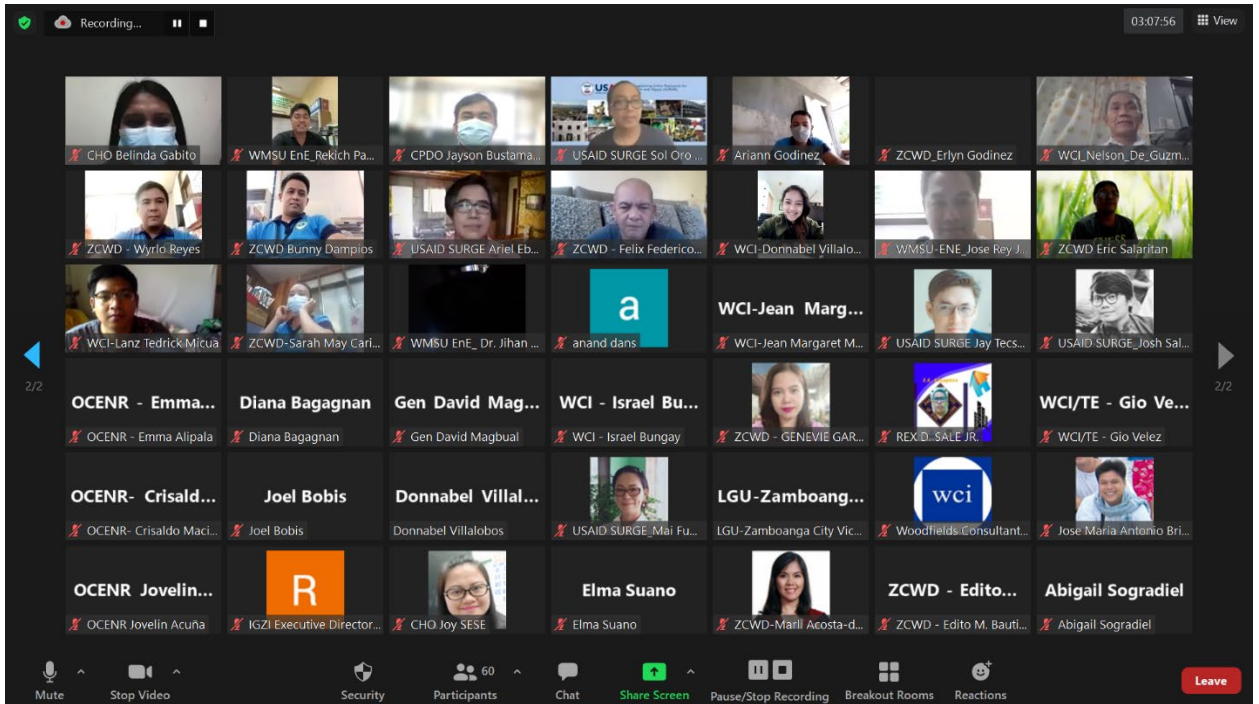 Recording...
03:07:56
View
CHO Belinda Gabito
WMSU EnE_Rekich Pa...
CPDO Jayson Bustama...
USAID SURGE Sol Oro ...
Ariann Godinez
ZCWD_Erlyn Godinez
WCI_Nelson_De_Guzm...
ZCWD - Wyrlo Reyes
ZCWD Bunny Dampios
USAID SURGE Ariel Eb...
ZCWD - Felix Federico...
WCI-Donnabel Villalo...
WMSU-ENE_Jose Rey J...
ZCWD Eric Salaritan
WCI-Lanz Tedrick Micua
ZCWD-Sarah May Cari...
WMSU EnE_ Dr. Jihan ...
a
anand dans
WCI-Jean Marg...
WCI-Jean Margaret M...
USAID SURGE Jay Tecs...
USAID SURGE_Josh Sal...
2/2
2/2
OCENR - Emma...
OCENR - Emma Alipala
Diana Bagagnan
Diana Bagagnan
Gen David Mag...
Gen David Magbual
WCI - Israel Bu...
WCI - Israel Bungay
ZCWD - GENEVIE GAR...
REX D. SALE JR.
WCI/TE - Gio Ve...
WCI/TE - Gio Velez
OCENR- Crisald...
OCENR- Crisaldo Maci...
Joel Bobis
Joel Bobis
Donnabel Villal...
Donnabel Villalobos
USAID SURGE_Mai Fu...
LGU-Zamboang...
LGU-Zamboanga City Vic...
wci
Woodfields Consultant...
Jose Maria Antonio Bri...
OCENR Jovelin...
OCENR Jovelin Acuña
R
IGZI Executive Director...
CHO Joy SESE
Elma Suano
Elma Suano
ZCWD-Marli Acosta-d...
ZCWD - Edito...
ZCWD - Edito M. Bauti...
Abigail Sogradiel
Abigail Sogradiel
Mute
Stop Video
Security
60
Participants
Chat
Share Screen
Pause/Stop Recording
Breakout Rooms
Reactions
Leave